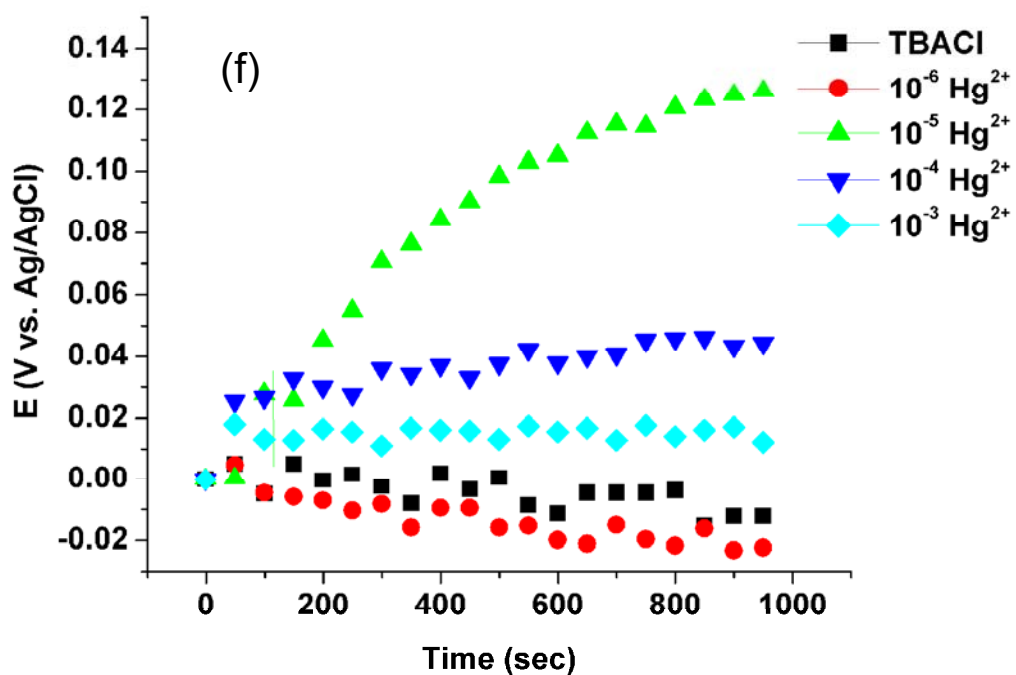 (f)
TBACl
10⁻⁶ Hg²⁺
10⁻⁵ Hg²⁺
10⁻⁴ Hg²⁺
10⁻³ Hg²⁺
E (V vs. Ag/AgCl)
0.14
0.12
0.10
0.08
0.06
0.04
0.02
0.00
-0.02
0 200 400 600 800 1000
Time (sec)